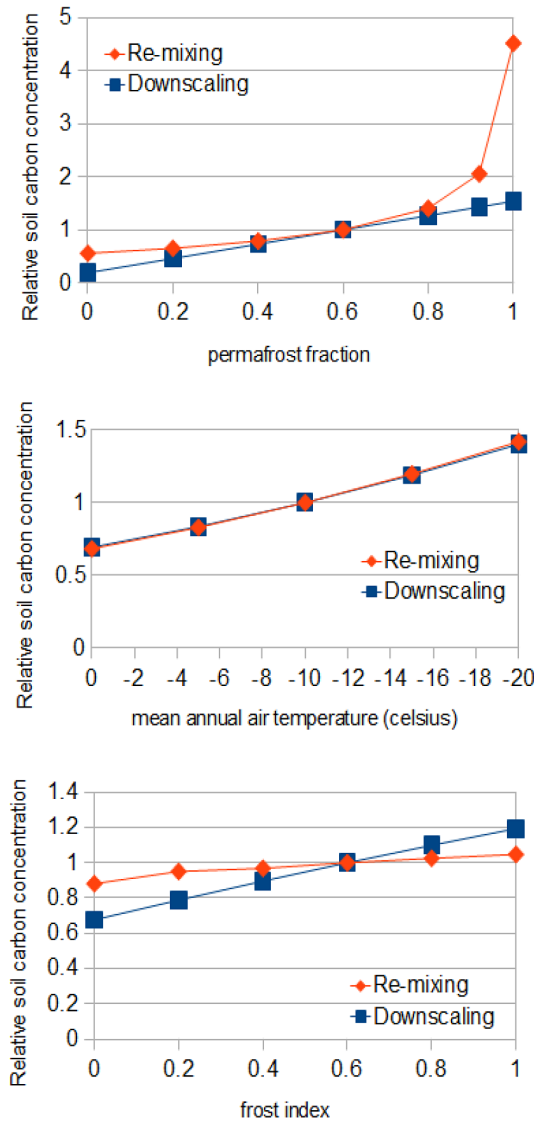 Relative soil carbon concentration
5
4
3
2
1
0
Re-mixing
Downscaling
0 0.2 0.4 0.6 0.8 1
permafrost fraction
Relative soil carbon concentration
1.5
1
0.5
0
Re-mixing
Downscaling
0 -2 -4 -6 -8 -10 -12 -14 -16 -18 -20
mean annual air temperature (celsius)
Relative soil carbon concentration
1.4
1.2
1
0.8
0.6
0.4
0.2
0
Re-mixing
Downscaling
0 0.2 0.4 0.6 0.8 1
frost index